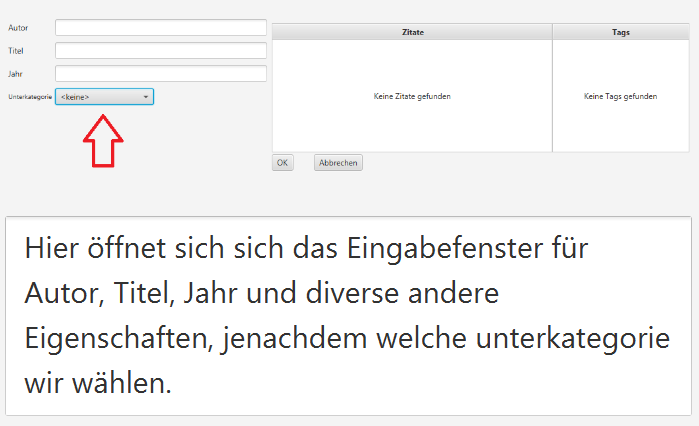 Autor
Titel
Jahr
Unterkategorie <keine>
Zitate Tags
Keine Zitate gefunden Keine Tags gefunden
OK Abbrechen
Hier öffnet sich sich das Eingabefenster für
Autor, Titel, Jahr und diverse andere
Eigenschaften, jenachdem welche unterkategorie
wir wählen.